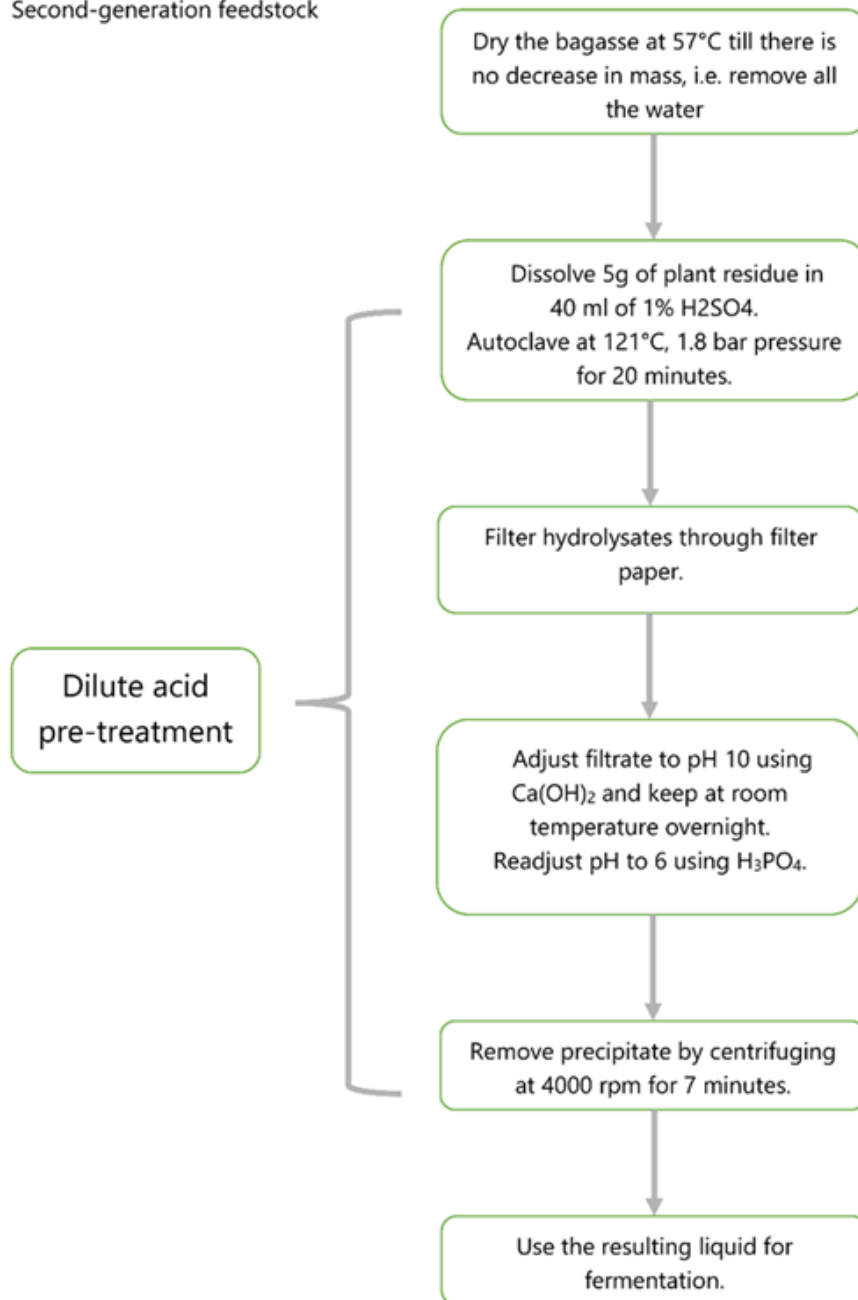 Second-generation feedstock
Dry the bagasse at 57°C till there is
no decrease in mass, i.e. remove all
the water
Dissolve 5g of plant residue in
40 ml of 1% H2SO4.
Autoclave at 121°C, 1.8 bar pressure
for 20 minutes.
Filter hydrolysates through filter
paper.
Dilute acid
pre-treatment
Adjust filtrate to pH 10 using
Ca(OH)₂ and keep at room
temperature overnight.
Readjust pH to 6 using H₃PO₄.
Remove precipitate by centrifuging
at 4000 rpm for 7 minutes.
Use the resulting liquid for
fermentation.